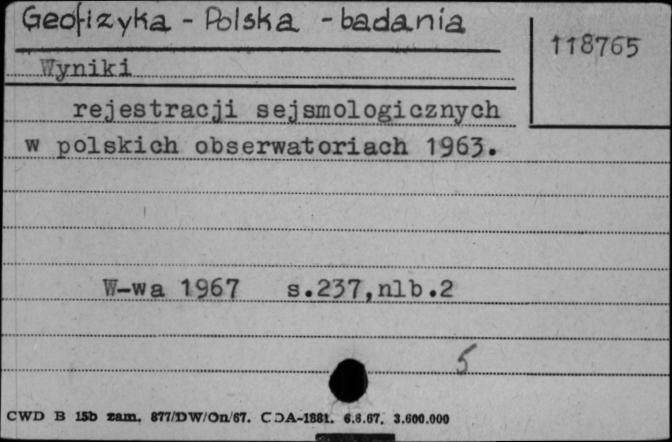 Geofizyka - Polska - badania
118765
Wyniki
rejestracji sejsmologicznych
w polskich obserwatoriach 1963.
W-wa 1967 s.237,nlb.2
5
CWD B 15b zam. 877/DW/On/67. CDA-1881. 6.6.67. 3.600.000